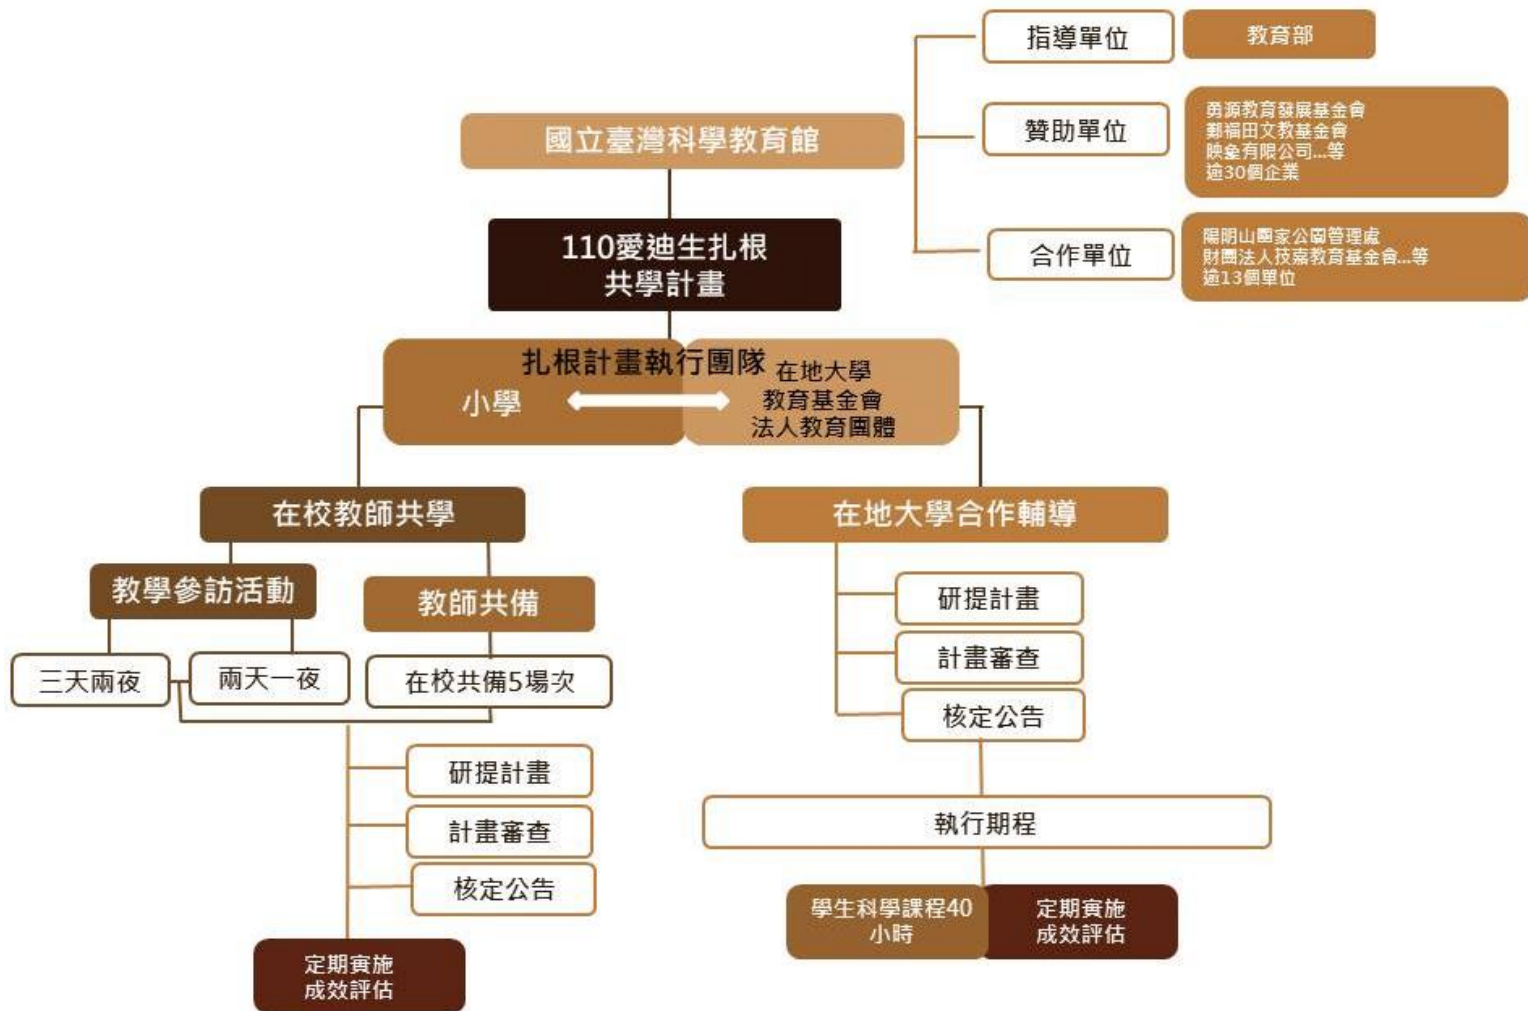 指導單位
教育部
國立臺灣科學教育館
贊助單位
勇源教育發展基金會
鄭福田文教基金會
映象有限公司...等
逾30個企業
合作單位
陽明山國家公園管理處
財團法人技嘉教育基金會...等
逾13個單位
110愛迪生扎根
共學計畫
扎根計畫執行團隊
小學
在地大學
教育基金會
法人教育團體
在校教師共學
教學參訪活動
三天兩夜
兩天一夜
教師共備
在校共備5場次
研提計畫
計畫審查
核定公告
定期實施
成效評估
在地大學合作輔導
研提計畫
計畫審查
核定公告
執行期程
學生科學課程40
小時
定期實施
成效評估